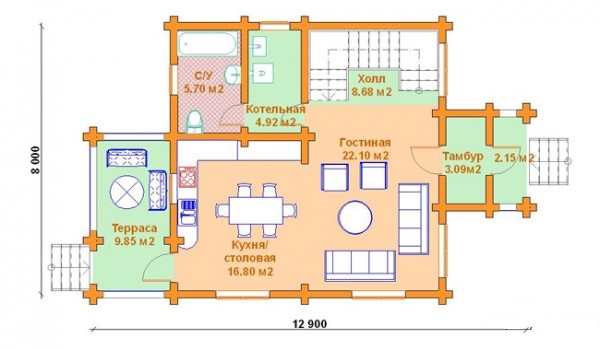 С/У
5.70 м2
Холл
8.68 м2
Котельная
4.92 м2
Гостиная
22.10 м2
Тамбур
3.09м2
2.15 м2
8 000
Терраса
9.85 м2
Кухня/
столовая
16.80 м2
12 900